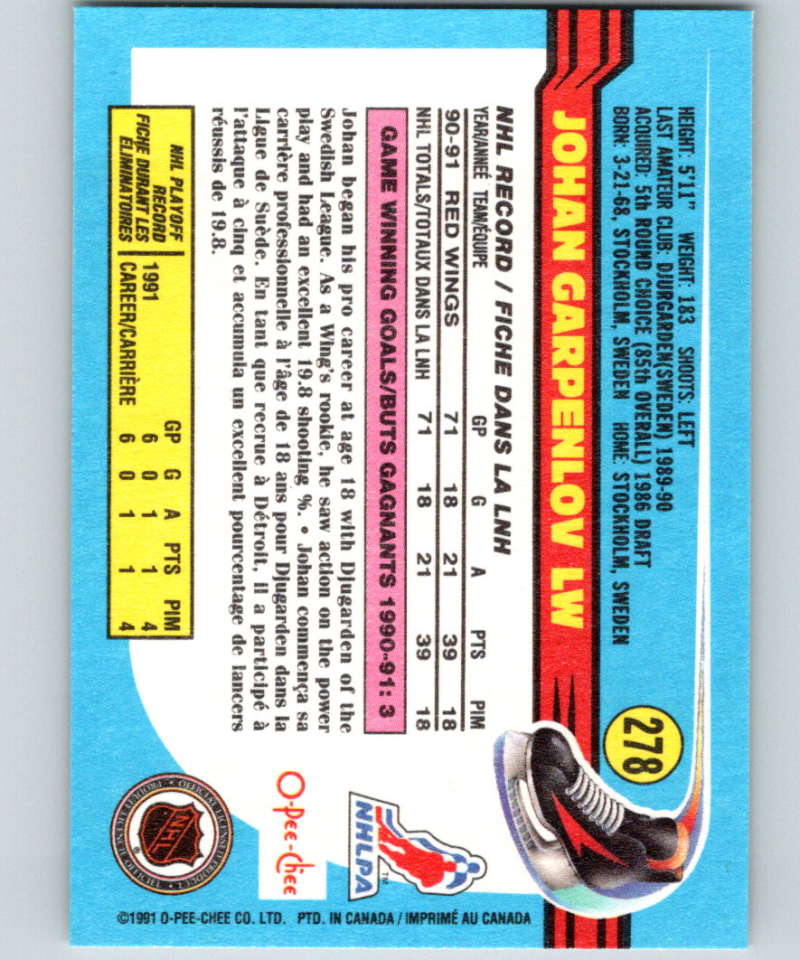 278
HEIGHT: 5'11" WEIGHT: 183 SHOOTS: LEFT
LAST AMATEUR CLUB: DJURGARDEN(SWEDEN) 1989-90
ACQUIRED: 5th ROUND CHOICE (85th OVERALL) 1986 DRAFT
BORN: 3-21-68, STOCKHOLM, SWEDEN HOME: STOCKHOLM, SWEDEN
JOHAN GARPENLOV LW
NHL RECORD / FICHE DANS LA LNH
YEAR/ANNEÉ TEAM/ÉQUIPE GP G A PTS PIM
90-91 RED WINGS 71 18 21 39 18
NHL TOTALS/TOTAUX DANS LA LNH 71 18 21 39 18
GAME WINNING GOALS/BUTS GAGNANTS 1990-91: 3
Johan began his pro career at age 18 with Djugarden of the
Swedish League. As a Wing's rookie, he saw action on the power
play and had an excellent 19.8 shooting %. • Johan commença sa
carrière professionnelle à l'âge de 18 ans pour Djugarden dans la
Ligue de Suède. En tant que recrue à Détroit, il a participé à
l'attaque à cinq et accumula un excellent pourcentage de lancers
réussis de 19.8.
NHL PLAYOFF
RECORD
FICHE DURANT LES
ÉLIMINATOIRES
GP G A PTS PIM
1991 6 0 1 1 4
CAREER/CARRIÈRE 6 0 1 1 4
NHLPA
TM
O-Pee-Chee
NHL
OFFICIAL LICENSED PRODUCT
LICENCE OFFICIEL
®
©1991 O-PEE-CHEE CO. LTD. PTD. IN CANADA / IMPRIMÉ AU CANADA